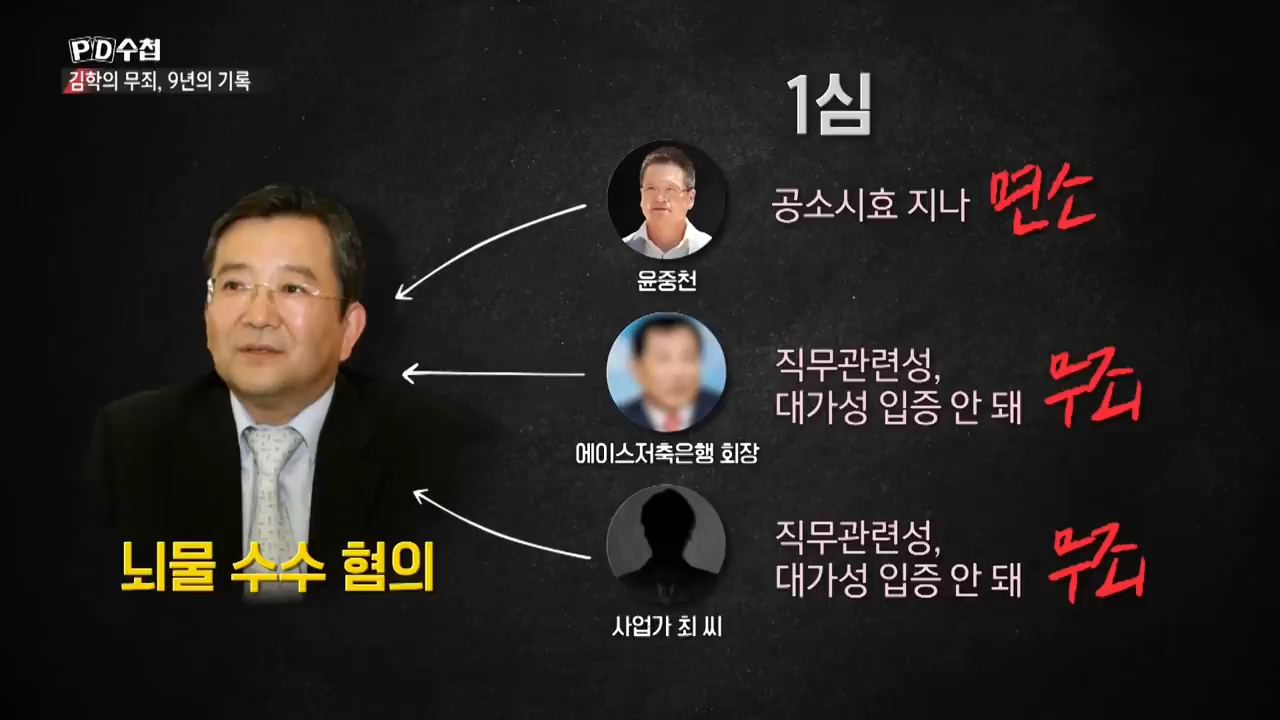 PD수첩
김학의 무죄, 9년의 기록
1심
공소시효 지나 면소
윤중천
직무관련성,
대가성 입증 안 돼 무죄
에이스저축은행 회장
직무관련성,
대가성 입증 안 돼 무죄
사업가 최 씨
뇌물 수수 혐의